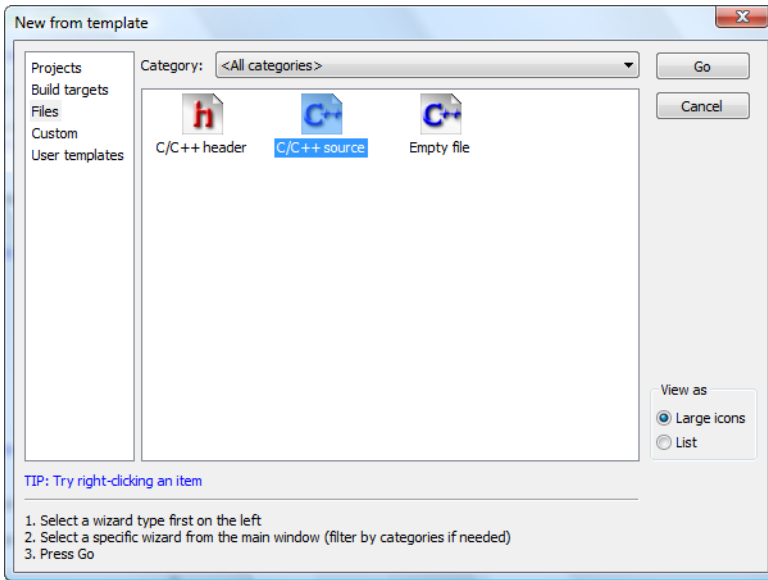 New from template
Projects
Build targets
Files
Custom
User templates
Category: <All categories>
Go
Cancel
h
C++
C++
C/C++ header
C/C++ source
Empty file
View as
Large icons
List
TIP: Try right-clicking an item
1. Select a wizard type first on the left
2. Select a specific wizard from the main window (filter by categories if needed)
3. Press Go